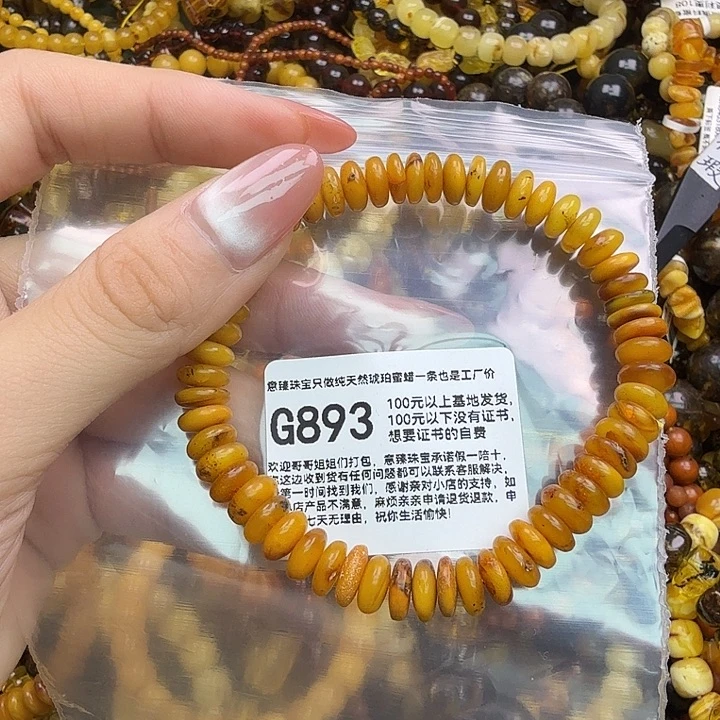 意臻珠宝只做纯天然琥珀蜜蜡一条也是工厂价
G893
100元以上基地发货,
100元以下没有证书,
想要证书的自费
欢迎哥哥姐姐们打包, 意臻珠宝承诺假一陪十,
这边收到货有任何问题都可以联系客服解决,
第一时间找到我们, 感谢亲对小店的支持, 如
店产品不满意, 麻烦亲亲申请退货退款, 申
七天无理由, 祝你生活愉快!